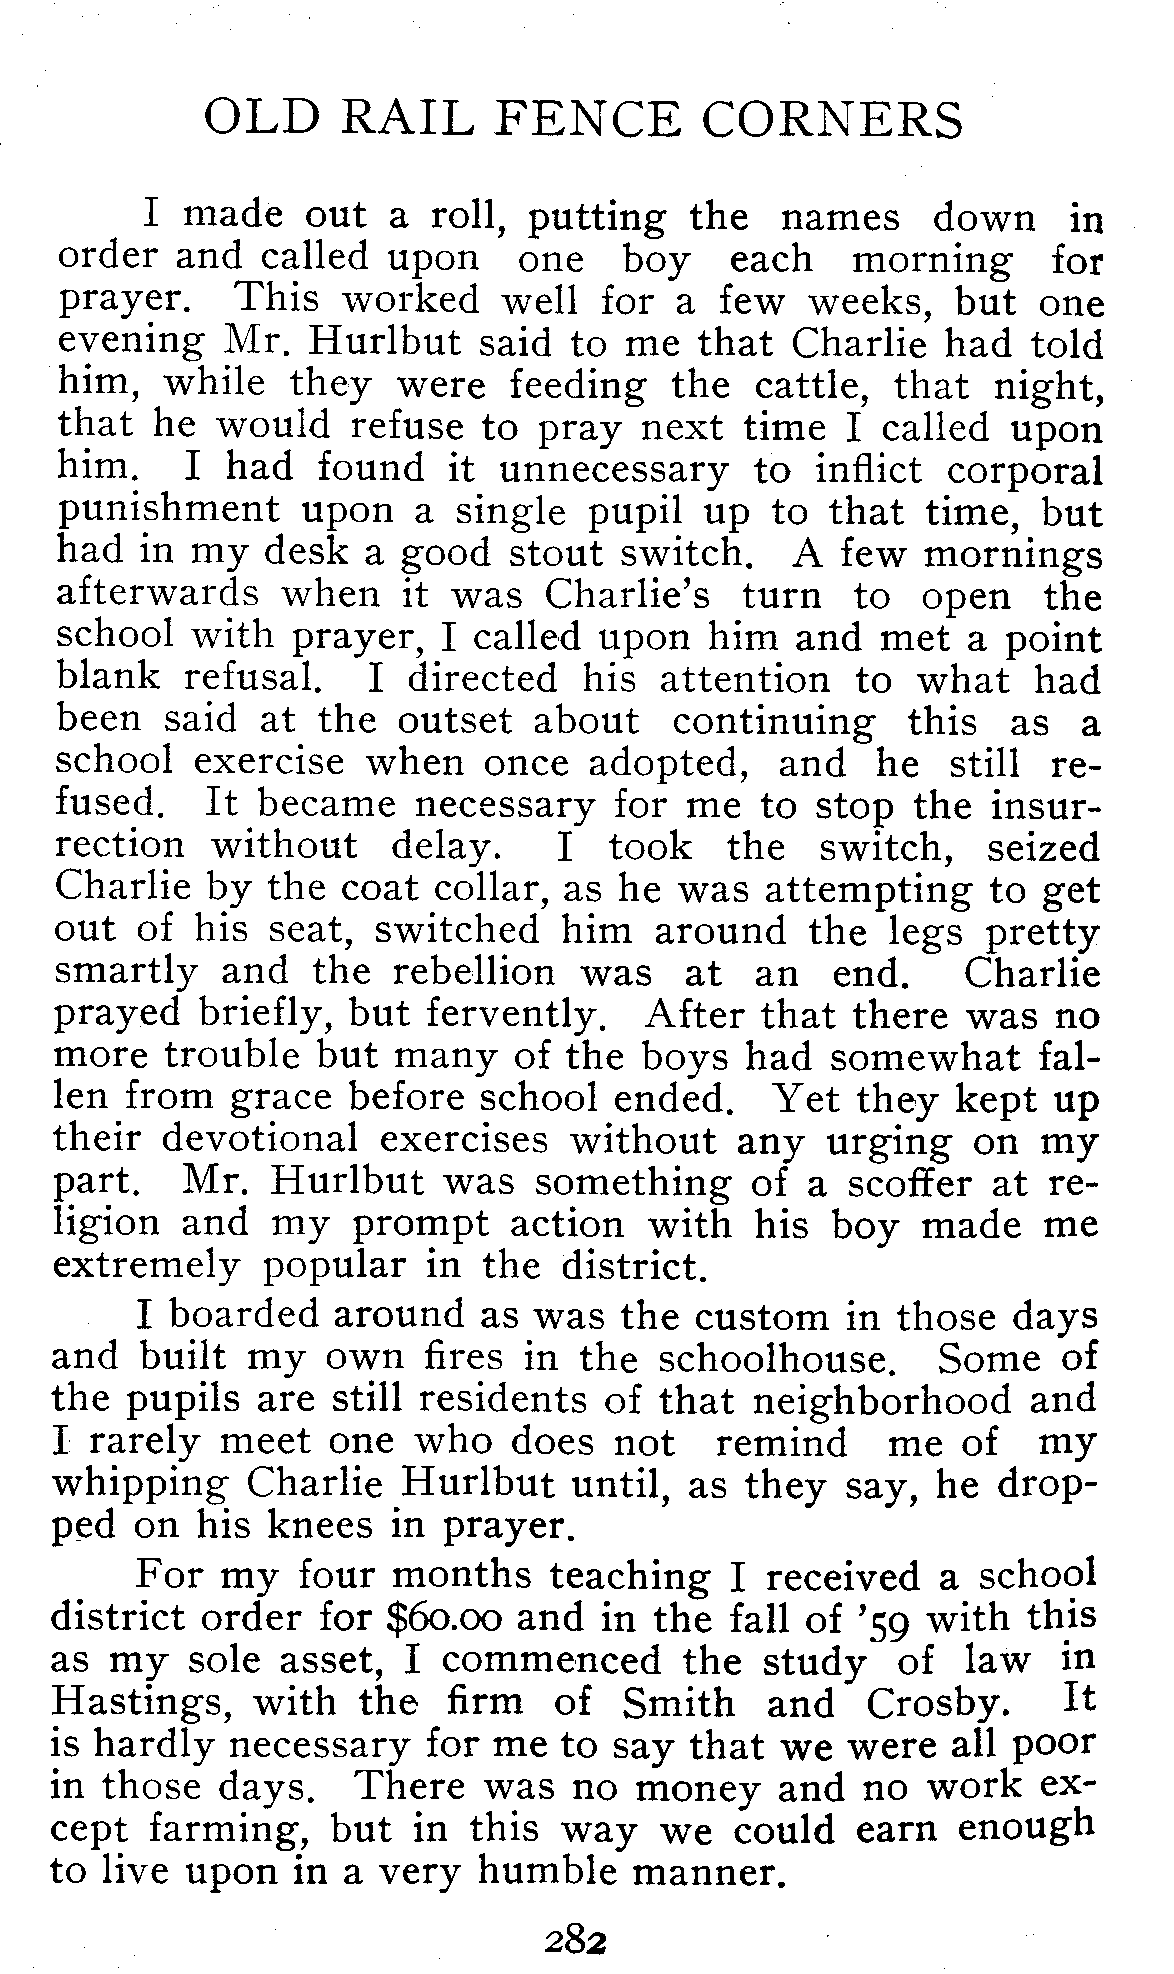 OLD RAIL FENCE CORNERS
I made out a roll, putting the names down in
order and called upon one boy each morning for
prayer. This worked well for a few weeks, but one
evening Mr. Hurlbut said to me that Charlie had told
him, while they were feeding the cattle, that night,
that he would refuse to pray next time I called upon
him. I had found it unnecessary to inflict corporal
punishment upon a single pupil up to that time, but
had in my desk a good stout switch. A few mornings
afterwards when it was Charlie's turn to open the
school with prayer, I called upon him and met a point
blank refusal. I directed his attention to what had
been said at the outset about continuing this as a
school exercise when once adopted, and he still re-
fused. It became necessary for me to stop the insur-
rection without delay. I took the switch, seized
Charlie by the coat collar, as he was attempting to get
out of his seat, switched him around the legs pretty
smartly and the rebellion was at an end. Charlie
prayed briefly, but fervently. After that there was no
more trouble but many of the boys had somewhat fal-
len from grace before school ended. Yet they kept up
their devotional exercises without any urging on my
part. Mr. Hurlbut was something of a scoffer at re-
ligion and my prompt action with his boy made me
extremely popular in the district.
I boarded around as was the custom in those days
and built my own fires in the schoolhouse. Some of
the pupils are still residents of that neighborhood and
I rarely meet one who does not remind me of my
whipping Charlie Hurlbut until, as they say, he drop-
ped on his knees in prayer.
For my four months teaching I received a school
district order for $60.00 and in the fall of '59 with this
as my sole asset, I commenced the study of law in
Hastings, with the firm of Smith and Crosby. It
is hardly necessary for me to say that we were all poor
in those days. There was no money and no work ex-
cept farming, but in this way we could earn enough
to live upon in a very humble manner.
282